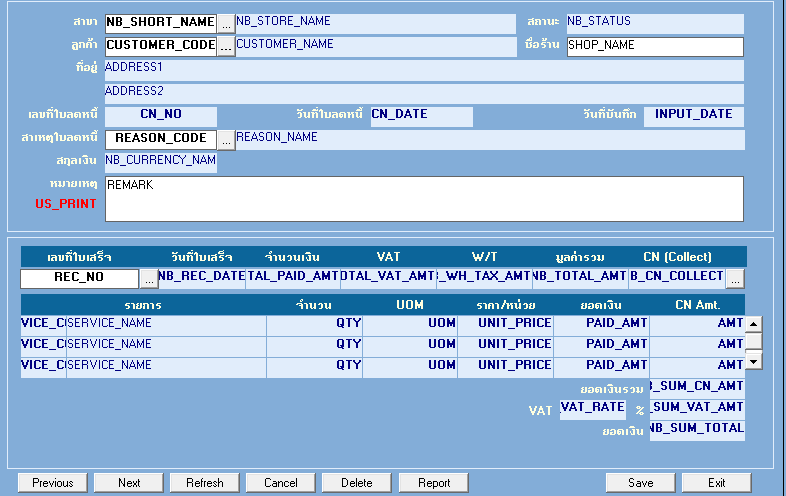 สาขา NB_SHORT_NAME ... NB_STORE_NAME สถานะ NB_STATUS
ลูกค้า CUSTOMER_CODE ... CUSTOMER_NAME ชื่อร้าน SHOP_NAME
ที่อยู่ ADDRESS1
ADDRESS2
เลขที่ใบลดหนี้ CN_NO วันที่ใบลดหนี้ CN_DATE วันที่บันทึก INPUT_DATE
สาเหตุใบลดหนี้ REASON_CODE ... REASON_NAME
สกุลเงิน NB_CURRENCY_NAM
หมายเหตุ REMARK
US_PRINT
เลขที่ใบเสร็จ วันที่ใบเสร็จ จำนวนเงิน VAT W/T มูลค่ารวม CN (Collect)
REC_NO ... NB_REC_DATE TAL_PAID_AMT OTAL_VAT_AMT _WH_TAX_AMT NB_TOTAL_AMT B_CN_COLLECT ...
รายการ จำนวน UOM ราคา/หน่วย ยอดเงิน CN Amt.
VICE_C SERVICE_NAME QTY UOM UNIT_PRICE PAID_AMT AMT
VICE_C SERVICE_NAME QTY UOM UNIT_PRICE PAID_AMT AMT
VICE_C SERVICE_NAME QTY UOM UNIT_PRICE PAID_AMT AMT
ยอดเงินรวม _SUM_CN_AMT
VAT _VAT_RATE % _SUM_VAT_AMT
ยอดเงิน NB_SUM_TOTAL
Previous Next Refresh Cancel Delete Report Save Exit